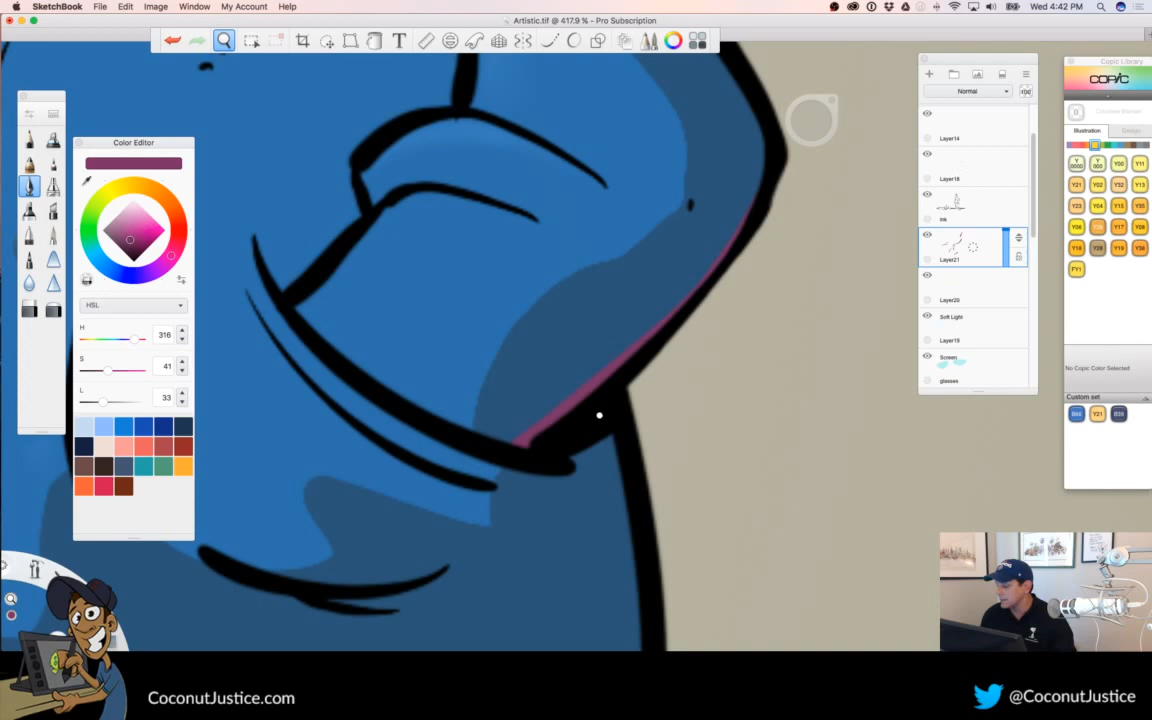 SketchBook File Edit Image Window My Account Help
Wed 4:42 PM
Artistic.tif @ 417.9 % - Pro Subscription
T
Color Editor
HSL
H 316
S 41
L 33
Normal
100
Layer14
Layer18
Ink
Layer21
Layer20
Soft Light
Layer19
Screen
glasses
Copic Library
COPIC
Colorless Blender
Illustration Design
Y0000 Y000 Y00 Y11
Y21 Y02 Y32 Y13
Y23 Y04 Y15 Y35
Y06 Y26 Y17 Y08
Y18 Y28 Y19 Y38
FY1
No Copic Color Selected
Custom set
Y21
CoconutJustice.com
@CoconutJustice